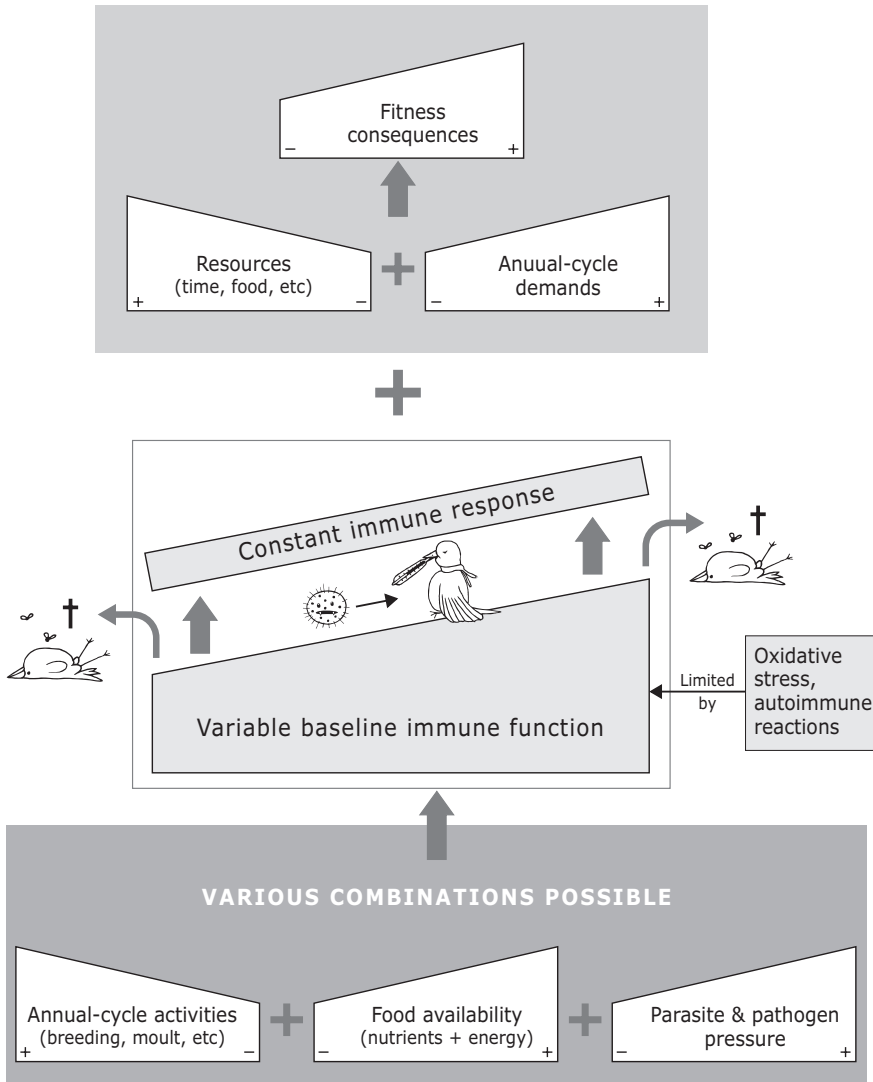 Fitness
consequences
− +
Resources
(time, food, etc)
+ −
+
Anuual-cycle
demands
− +
+
Constant immune response
Variable baseline immune function
Limited
by
Oxidative
stress,
autoimmune
reactions
VARIOUS COMBINATIONS POSSIBLE
Annual-cycle activities
(breeding, moult, etc)
+ −
+
Food availability
(nutrients + energy)
− +
+
Parasite & pathogen
pressure
− +